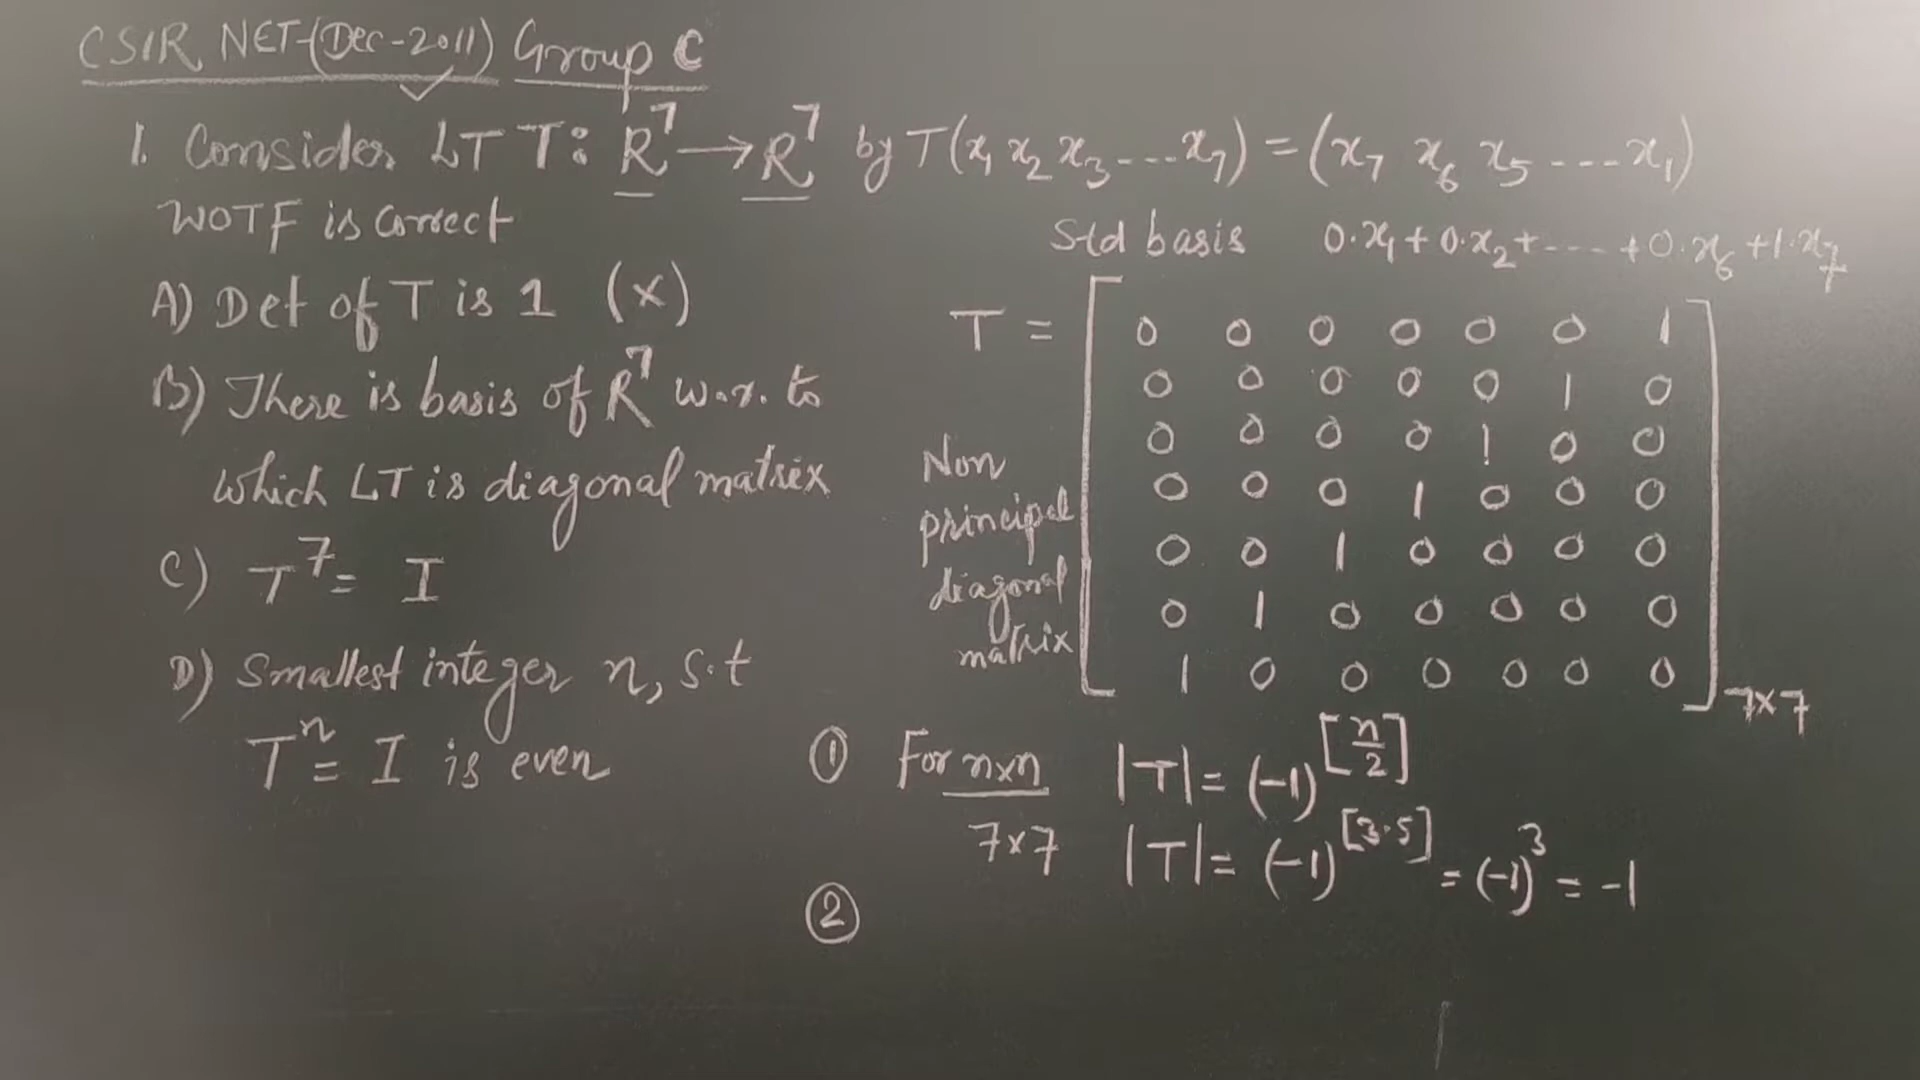 CSIR NET-(Dec-2011) Group C
1. Consider LT T: R⁷ → R⁷ by T(x₁ x₂ x₃ ---- x₇) = (x₇ x₆ x₅ ---- x₁)
WOTF is correct
A) Det of T is 1 (x)
B) There is basis of R⁷ w.r. to
which LT is diagonal matrix
C) T⁷ = I
D) Smallest integer n, s.t
Tⁿ = I is even
Std basis 0.x₁ + 0.x₂ + ---- + 0.x₆ + 1.x₇
T =
0 0 0 0 0 0 1
0 0 0 0 0 1 0
0 0 0 0 1 0 0
0 0 0 1 0 0 0
0 0 1 0 0 0 0
0 1 0 0 0 0 0
1 0 0 0 0 0 0
7×7
Non
principal
diagonal
matrix
① For n×n |T| = (-1)^[n/2]
7×7 |T| = (-1)^[3.5] = (-1)³ = -1
②